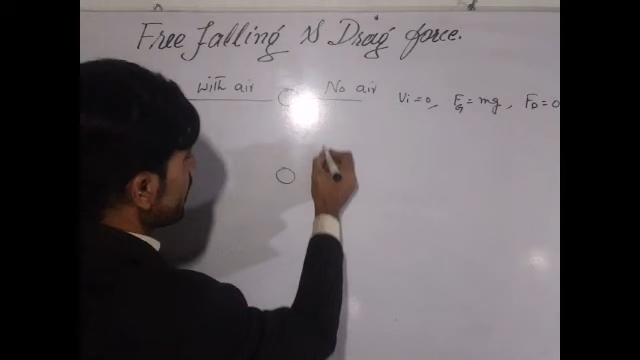 Free falling VS Drag force.
with air No air
Vi = 0, FG = mg, FD = 0